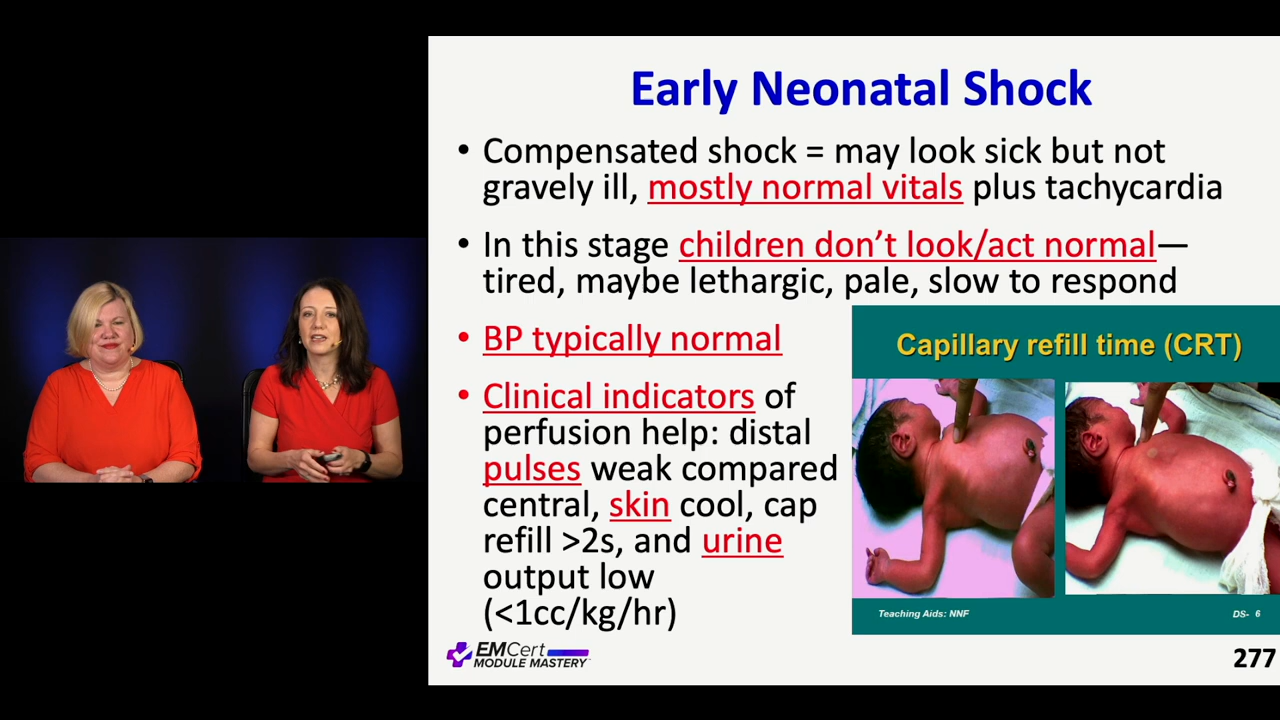 Early Neonatal Shock
• Compensated shock = may look sick but not
gravely ill, mostly normal vitals plus tachycardia
• In this stage children don’t look/act normal—
tired, maybe lethargic, pale, slow to respond
• BP typically normal
• Clinical indicators of
perfusion help: distal
pulses weak compared
central, skin cool, cap
refill >2s, and urine
output low
(<1cc/kg/hr)
Capillary refill time (CRT)
Teaching Aids: NNF
DS- 6
EMCert
MODULE MASTERY
277